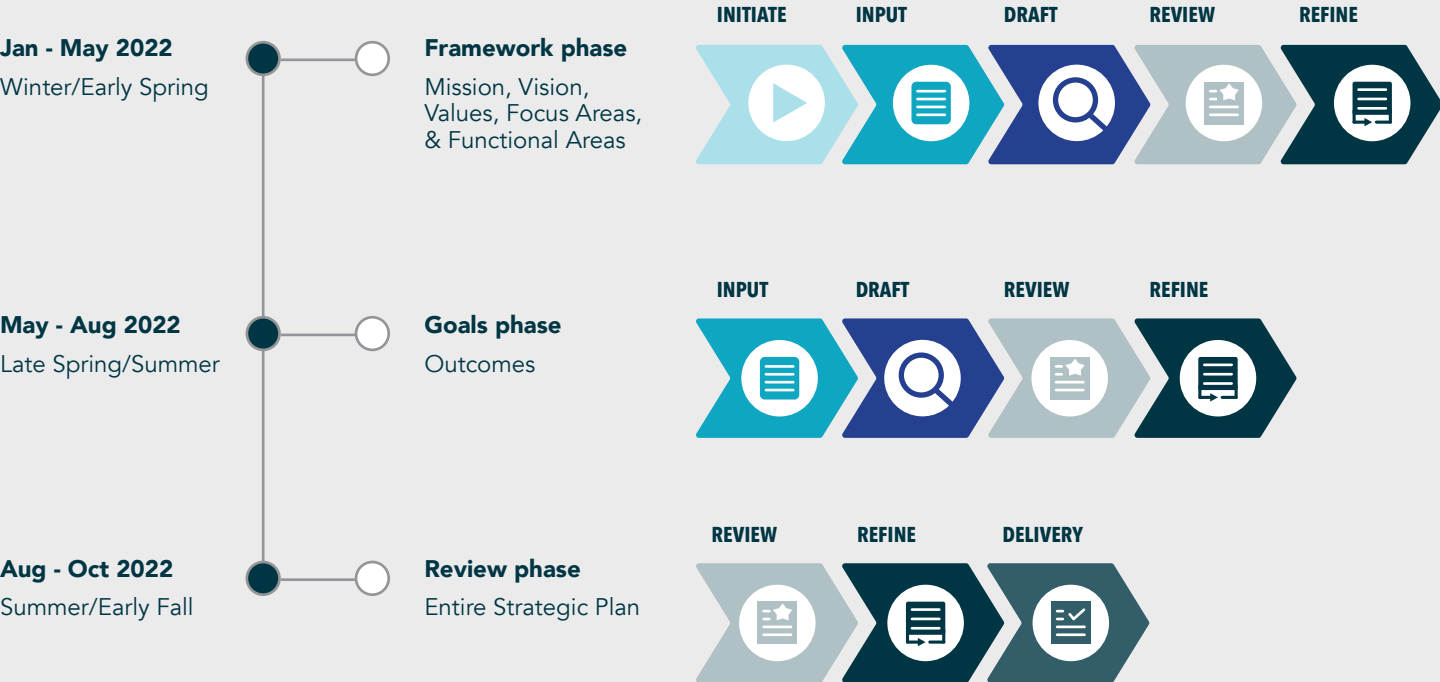 Jan - May 2022
Winter/Early Spring
Framework phase
Mission, Vision,
Values, Focus Areas,
& Functional Areas
INITIATE
INPUT
DRAFT
REVIEW
REFINE
May - Aug 2022
Late Spring/Summer
Goals phase
Outcomes
INPUT
DRAFT
REVIEW
REFINE
Aug - Oct 2022
Summer/Early Fall
Review phase
Entire Strategic Plan
REVIEW
REFINE
DELIVERY